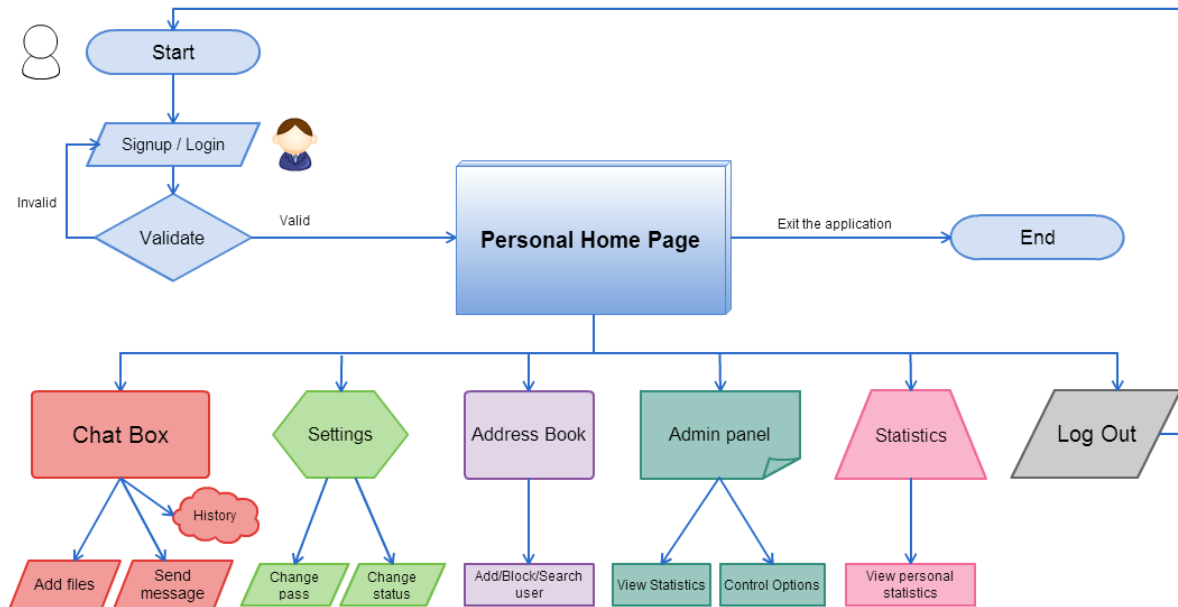 Start
Signup / Login
Invalid
Validate
Valid
Personal Home Page
Exit the application
End
Chat Box
Settings
Address Book
Admin panel
Statistics
Log Out
History
Add files
Send
message
Change
pass
Change
status
Add/Block/Search
user
View Statistics
Control Options
View personal
statistics